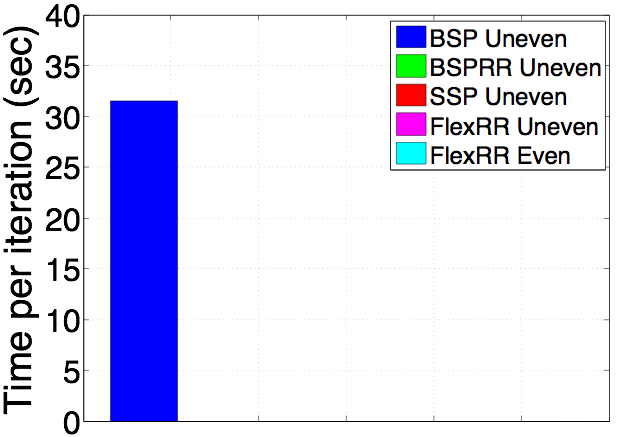 Time per iteration (sec)
40
35
30
25
20
15
10
5
0
BSP Uneven
BSPRR Uneven
SSP Uneven
FlexRR Uneven
FlexRR Even